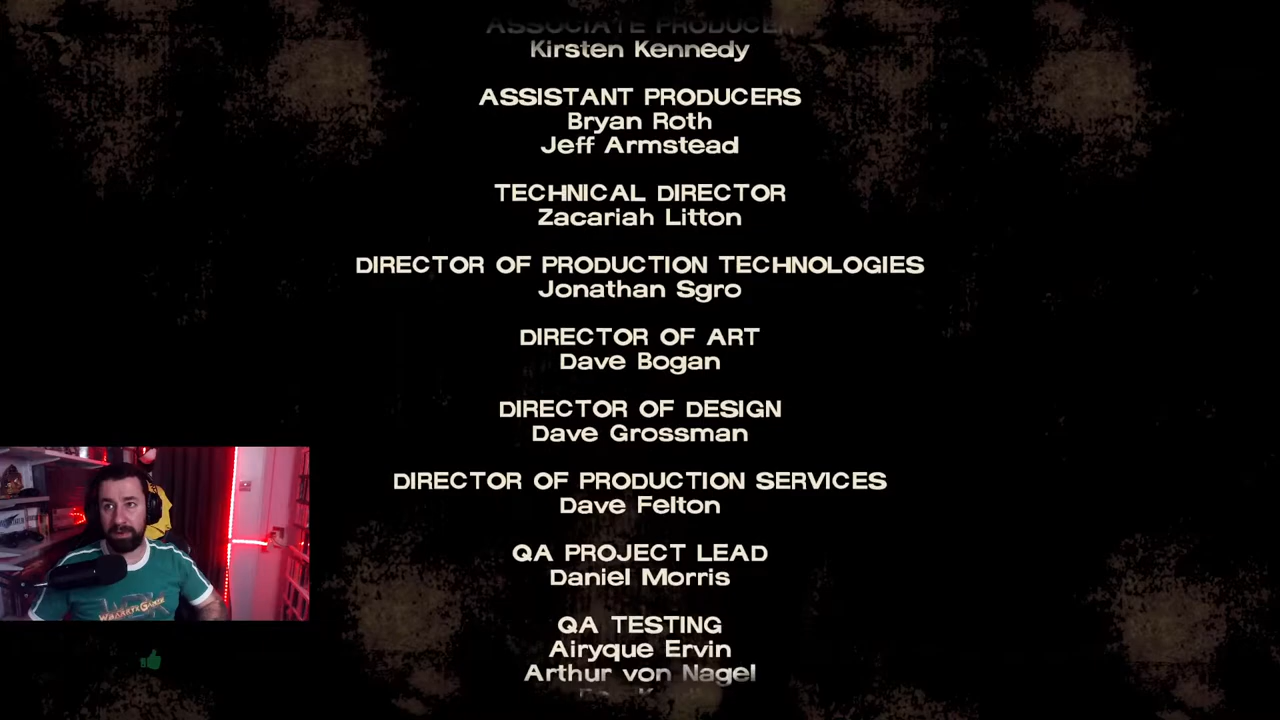 ASSOCIATE PRODUCER
Kirsten Kennedy
ASSISTANT PRODUCERS
Bryan Roth
Jeff Armstead
TECHNICAL DIRECTOR
Zacariah Litton
DIRECTOR OF PRODUCTION TECHNOLOGIES
Jonathan Sgro
DIRECTOR OF ART
Dave Bogan
DIRECTOR OF DESIGN
Dave Grossman
DIRECTOR OF PRODUCTION SERVICES
Dave Felton
QA PROJECT LEAD
Daniel Morris
QA TESTING
Airyque Ervin
Arthur von Nagel